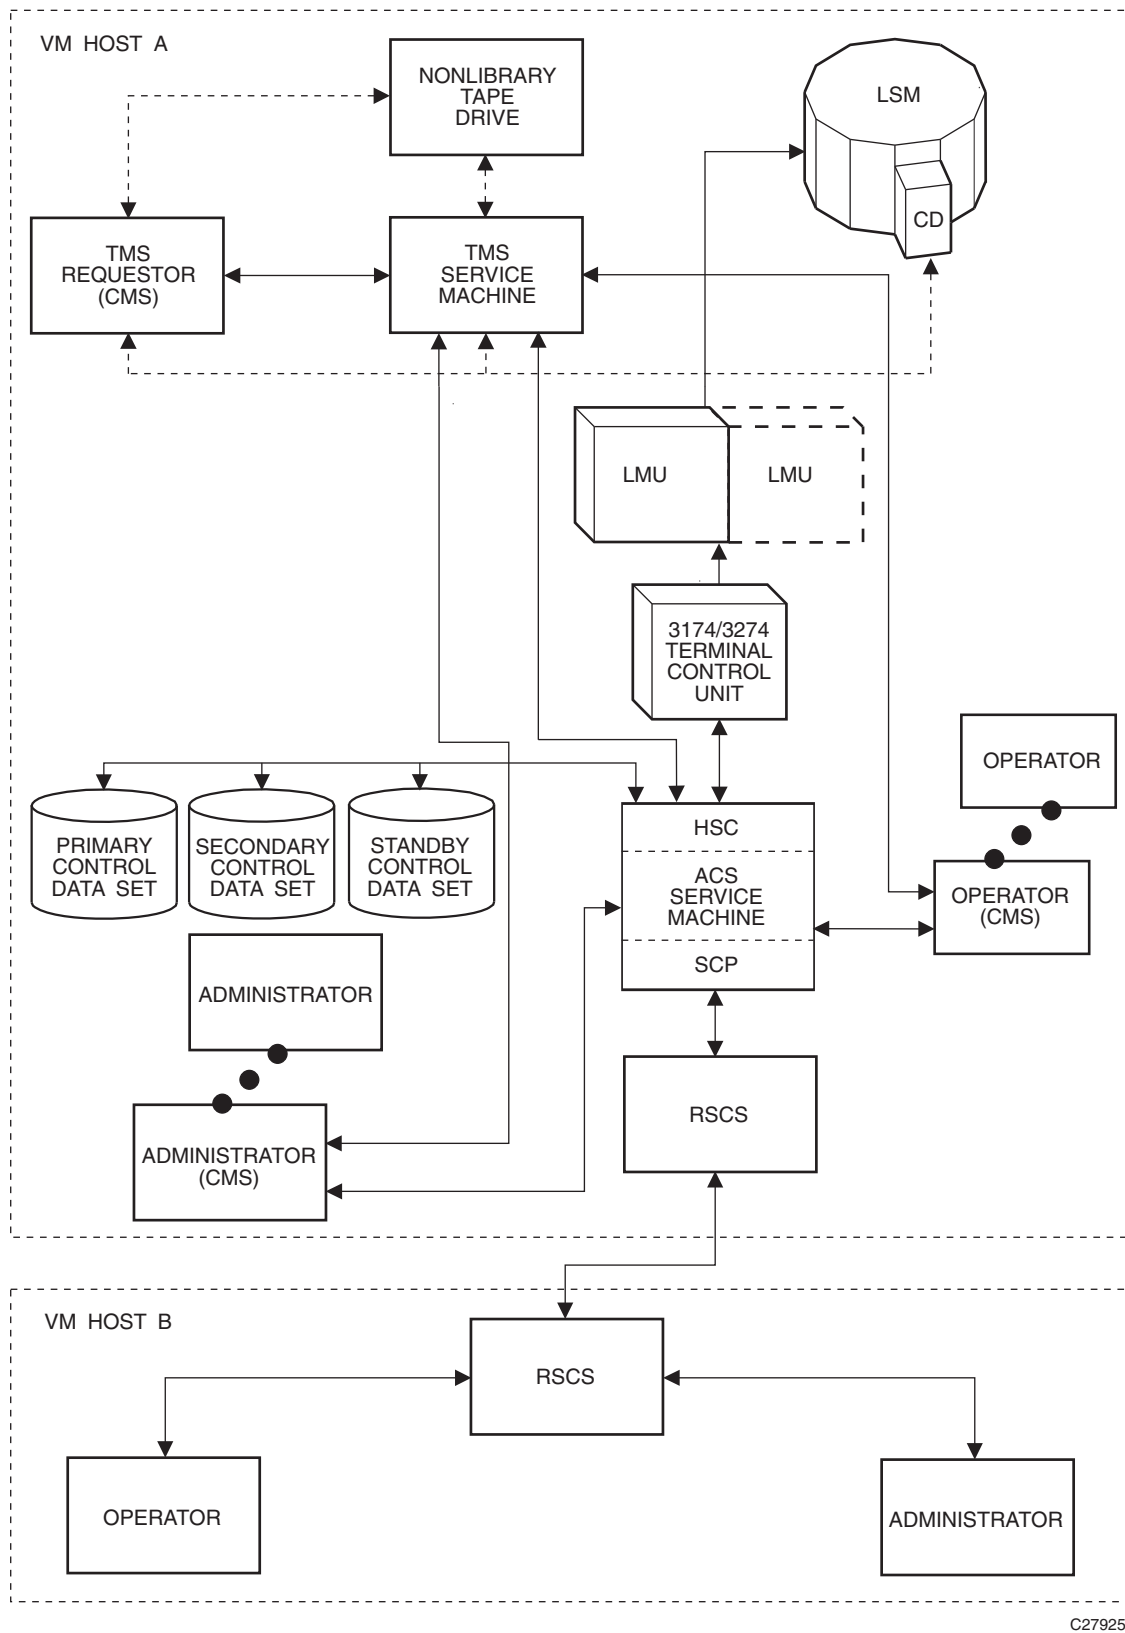 VM HOST A
NONLIBRARY
TAPE
DRIVE
LSM
CD
TMS
REQUESTOR
(CMS)
TMS
SERVICE
MACHINE
LMU
LMU
3174/3274
TERMINAL
CONTROL
UNIT
OPERATOR
PRIMARY
CONTROL
DATA SET
SECONDARY
CONTROL
DATA SET
STANDBY
CONTROL
DATA SET
HSC
ACS
SERVICE
MACHINE
SCP
OPERATOR
(CMS)
ADMINISTRATOR
RSCS
ADMINISTRATOR
(CMS)
VM HOST B
RSCS
OPERATOR
ADMINISTRATOR
C27925